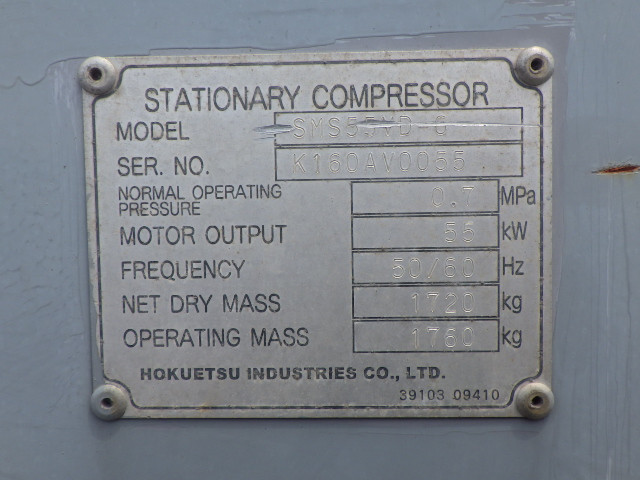 STATIONARY COMPRESSOR
MODEL SMS55VD-
SER. NO. K160AV0055
NORMAL OPERATING PRESSURE 0.7 MPa
MOTOR OUTPUT 55 kW
FREQUENCY 50/60 Hz
NET DRY MASS 1720 kg
OPERATING MASS 1760 kg
HOKUETSU INDUSTRIES CO., LTD.
39103 09410